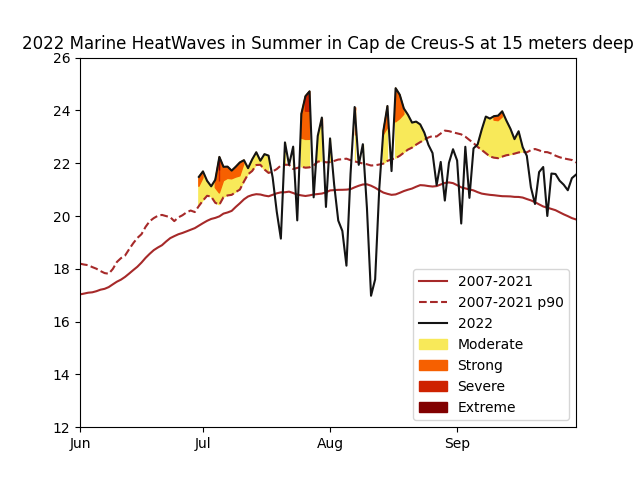 2022 Marine HeatWaves in Summer in Cap de Creus-S at 15 meters deep
26
24
22
20
18
16
14
12
Jun
Jul
Aug
Sep
2007-2021
2007-2021 p90
2022
Moderate
Strong
Severe
Extreme